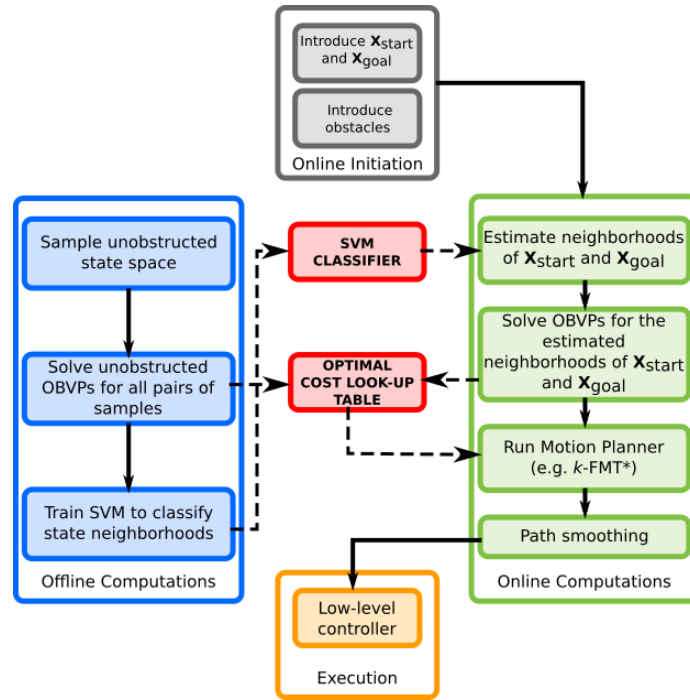 Introduce Xstart
and Xgoal
Introduce
obstacles
Online Initiation
Sample unobstructed
state space
Solve unobstructed
OBVPs for all pairs of
samples
Train SVM to classify
state neighborhoods
Offline Computations
SVM
CLASSIFIER
OPTIMAL
COST LOOK-UP
TABLE
Estimate neighborhoods
of Xstart and Xgoal
Solve OBVPs for the
estimated
neighborhoods of Xstart
and Xgoal
Run Motion Planner
(e.g. k-FMT*)
Path smoothing
Online Computations
Low-level
controller
Execution